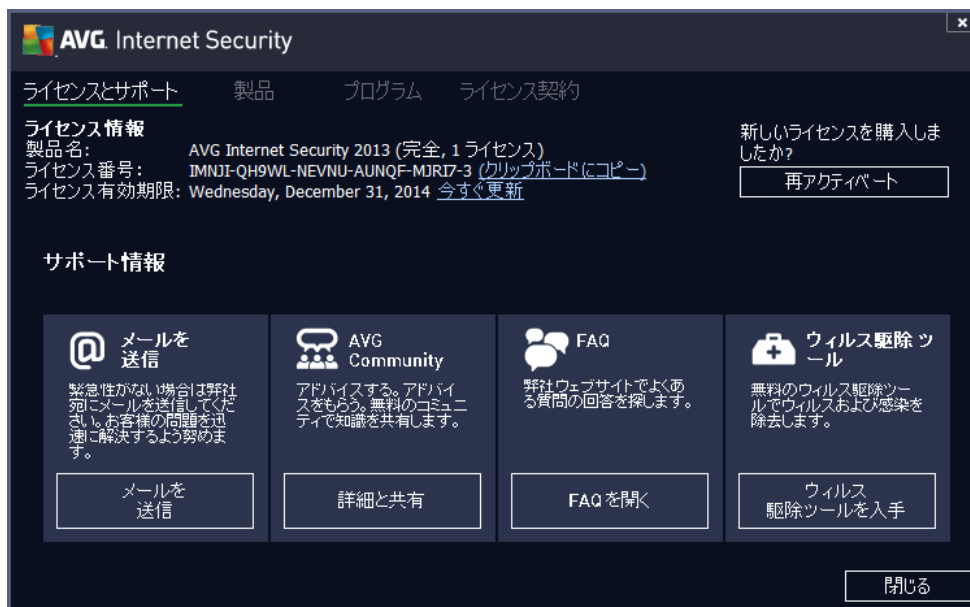 AVG. Internet Security
ライセンスとサポート 製品 プログラム ライセンス契約
ライセンス情報
製品名: AVG Internet Security 2013 (完全, 1 ライセンス)
ライセンス番号: IMNJI-QH9WL-NEVNU-AUNQF-MJRI7-3 (クリップボードにコピー)
ライセンス有効期限: Wednesday, December 31, 2014 今すぐ更新
新しいライセンスを購入しま
したか?
再アクティベート
サポート情報
メールを
送信
緊急性がない場合は弊社
宛にメールを送信してくだ
さい。お客様の問題を迅
速に解決するよう努めま
す。
メールを
送信
AVG
Community
アドバイスする。アドバイ
スをもらう。無料のコミュニ
ティで知識を共有します。
詳細と共有
FAQ
弊社ウェブサイトでよくあ
る質問の回答を探します。
FAQ を開く
ウィルス駆除 ツ
ール
無料のウィルス駆除ツー
ルでウィルスおよび感染を
除去します。
ウィルス
駆除ツールを入手
閉じる